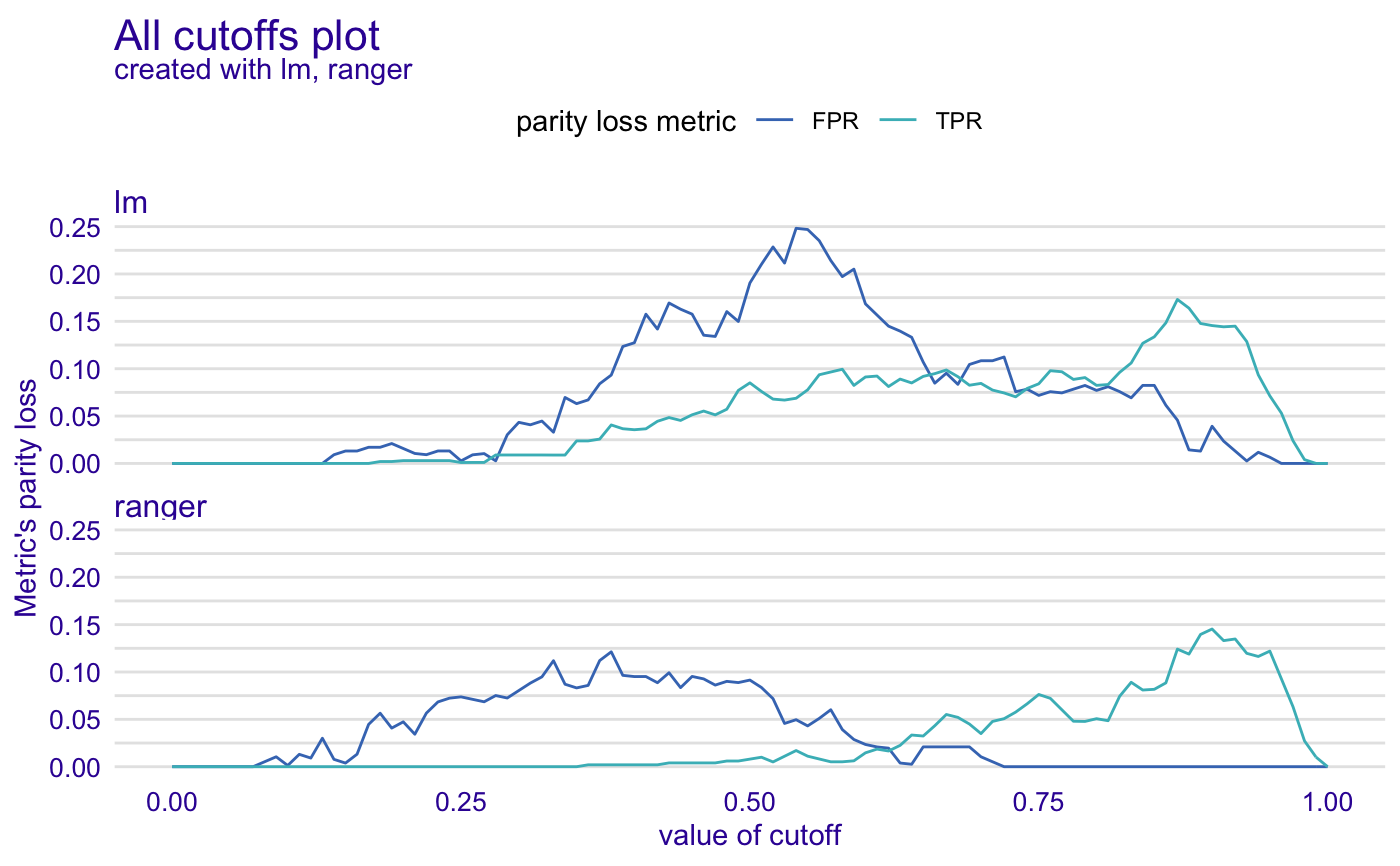 All cutoffs plot
created with lm, ranger
parity loss metric FPR TPR
lm
0.25
0.20
0.15
0.10
0.05
0.00
Metric's parity loss
ranger
0.25
0.20
0.15
0.10
0.05
0.00
0.00 0.25 0.50 0.75 1.00
value of cutoff